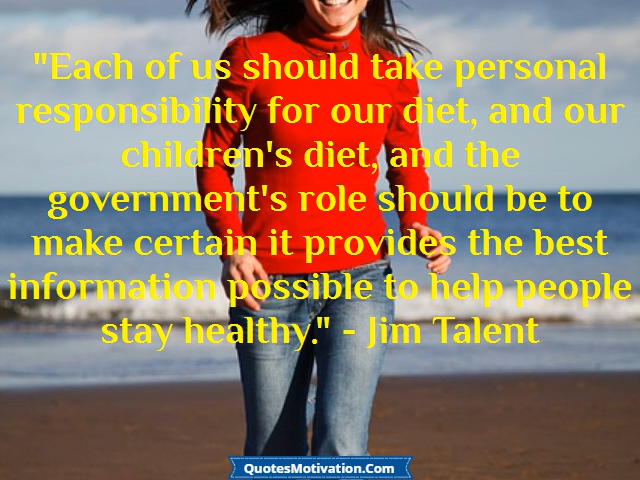 "Each of us should take personal
responsibility for our diet, and our
children's diet, and the
government's role should be to
make certain it provides the best
information possible to help people
stay healthy." - Jim Talent
QuotesMotivation.Com